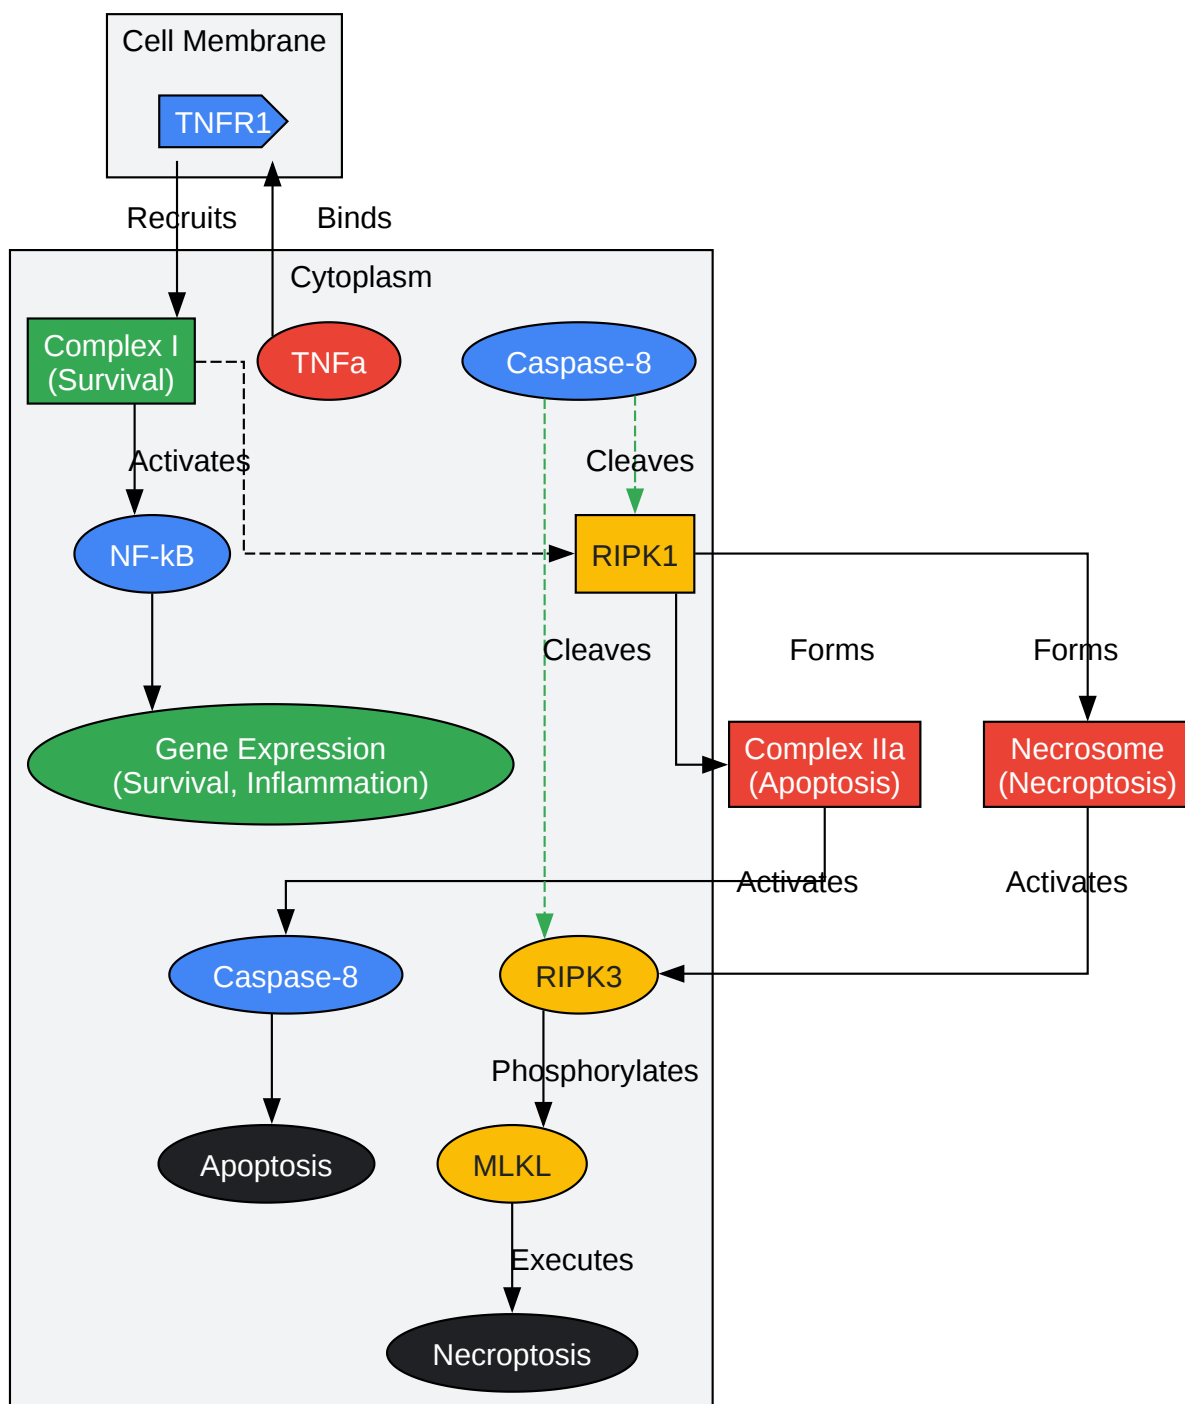 Cell Membrane
TNFR1
Recruits
Binds
Cytoplasm
Complex I
(Survival)
TNFa
Caspase-8
Activates
Cleaves
NF-kB
RIPK1
Cleaves
Forms
Forms
Gene Expression
(Survival, Inflammation)
Complex IIa
(Apoptosis)
Necrosome
(Necroptosis)
Activates
Activates
Caspase-8
RIPK3
Phosphorylates
Apoptosis
MLKL
Executes
Necroptosis